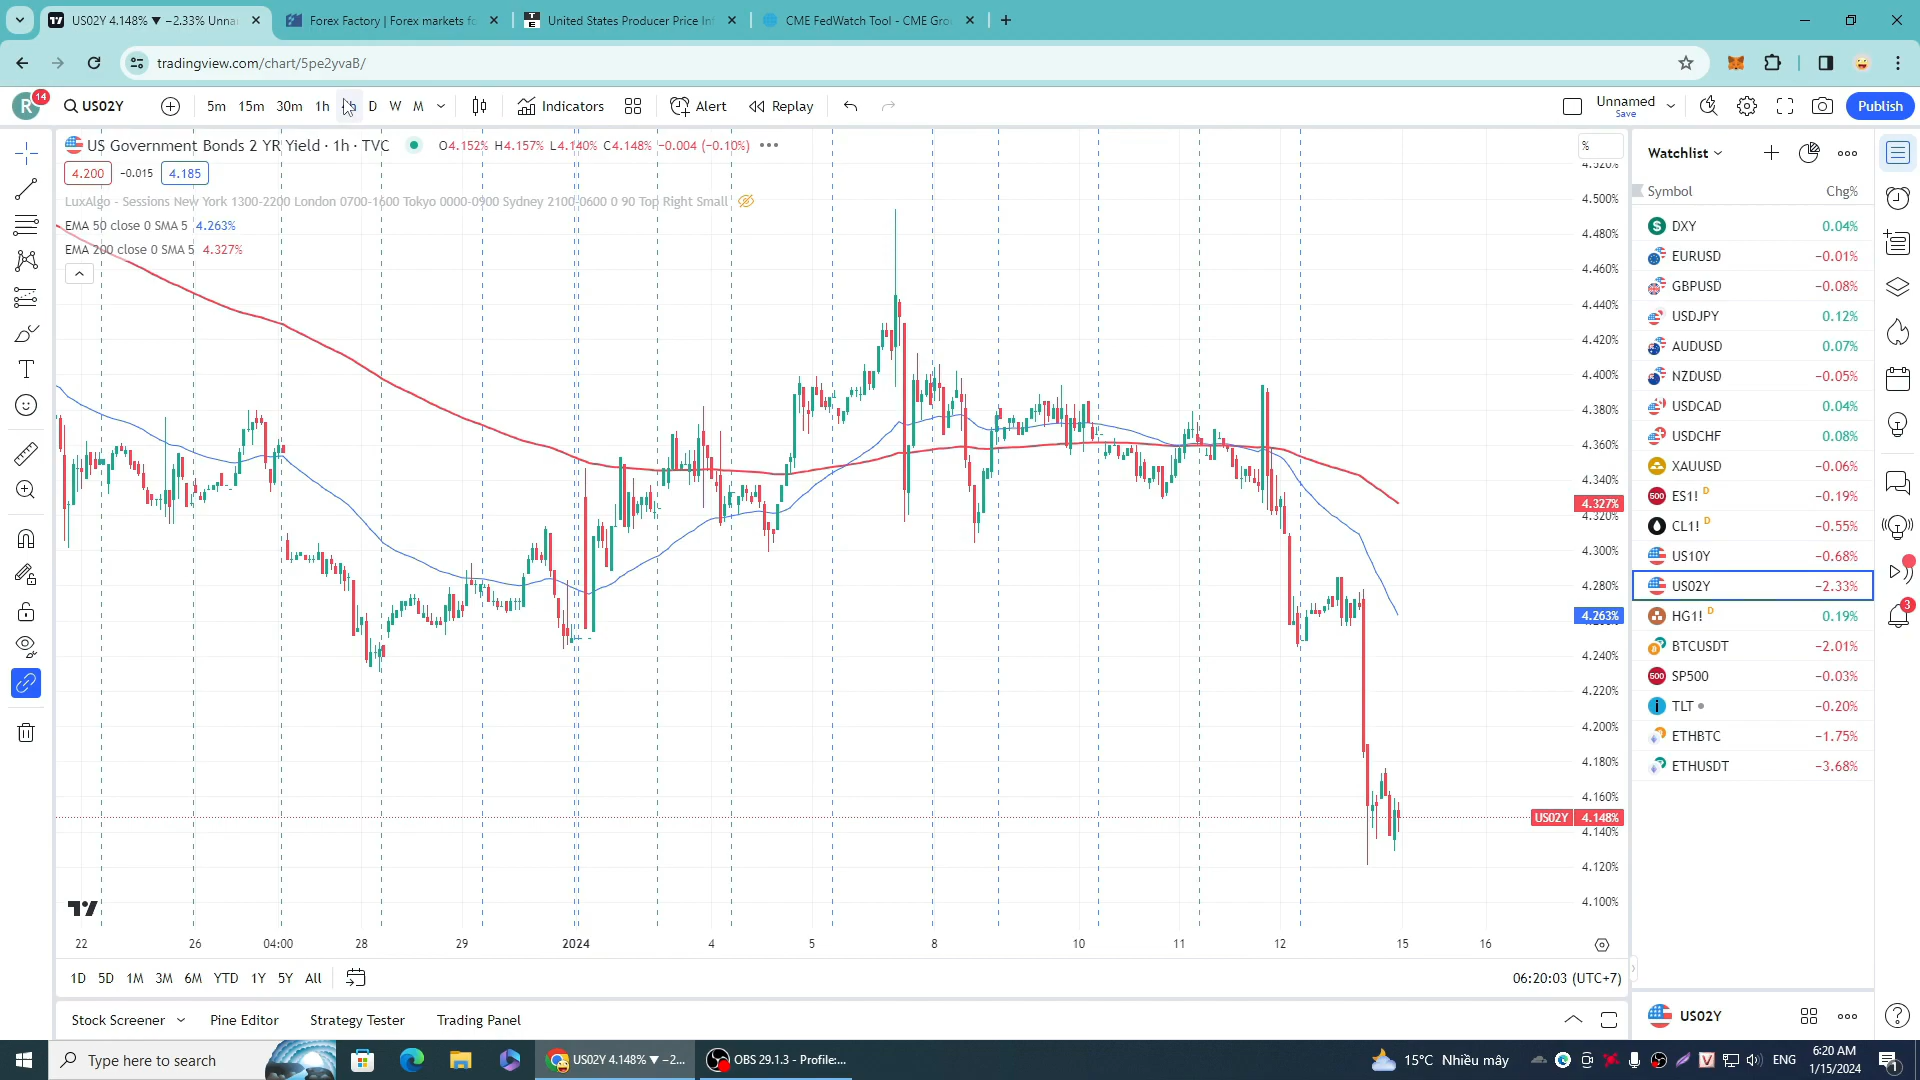 US02Y 4.148% ▼ −2.33% Unna
Forex Factory | Forex markets fo
United States Producer Price In
CME FedWatch Tool - CME Gro
tradingview.com/chart/5pe2yvaB/
R 14 US02Y 5m 15m 30m 1h D W M Indicators Alert Replay Unnamed Save Publish
US Government Bonds 2 YR Yield · 1h · TVC O4.152% H4.157% L4.140% C4.148% −0.004 (−0.10%)
4.200 −0.015 4.185
LuxAlgo - Sessions New York 1300-2200 London 0700-1600 Tokyo 0000-0900 Sydney 2100-0600 0 90 Top Right Small
EMA 50 close 0 SMA 5 4.263%
EMA 200 close 0 SMA 5 4.327%
%
4.520%
4.500%
4.480%
4.460%
4.440%
4.420%
4.400%
4.380%
4.360%
4.340%
4.327%
4.320%
4.300%
4.280%
4.263%
4.240%
4.220%
4.200%
4.180%
4.160%
US02Y 4.148%
4.140%
4.120%
4.100%
22 26 04:00 28 29 2024 4 5 8 10 11 12 15 16
1D 5D 1M 3M 6M YTD 1Y 5Y All 06:20:03 (UTC+7)
Stock Screener Pine Editor Strategy Tester Trading Panel
Watchlist
Symbol Chg%
DXY 0.04%
EURUSD −0.01%
GBPUSD −0.08%
USDJPY 0.12%
AUDUSD 0.07%
NZDUSD −0.05%
USDCAD 0.04%
USDCHF 0.08%
XAUUSD −0.06%
500 ES1! D −0.19%
CL1! D −0.55%
US10Y −0.68%
US02Y −2.33%
HG1! D 0.19%
BTCUSDT −2.01%
500 SP500 −0.03%
TLT −0.20%
ETHBTC −1.75%
ETHUSDT −3.68%
3
US02Y
Type here to search
US02Y 4.148% ▼ −2...
OBS 29.1.3 - Profile:...
15°C Nhiều mây
ENG
6:20 AM
1/15/2024
1